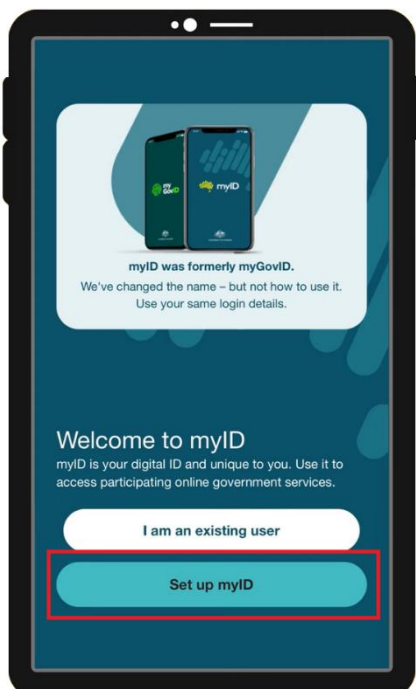 my
GovID
myID
myID was formerly myGovID.
We've changed the name – but not how to use it.
Use your same login details.
Welcome to myID
myID is your digital ID and unique to you. Use it to
access participating online government services.
I am an existing user
Set up myID